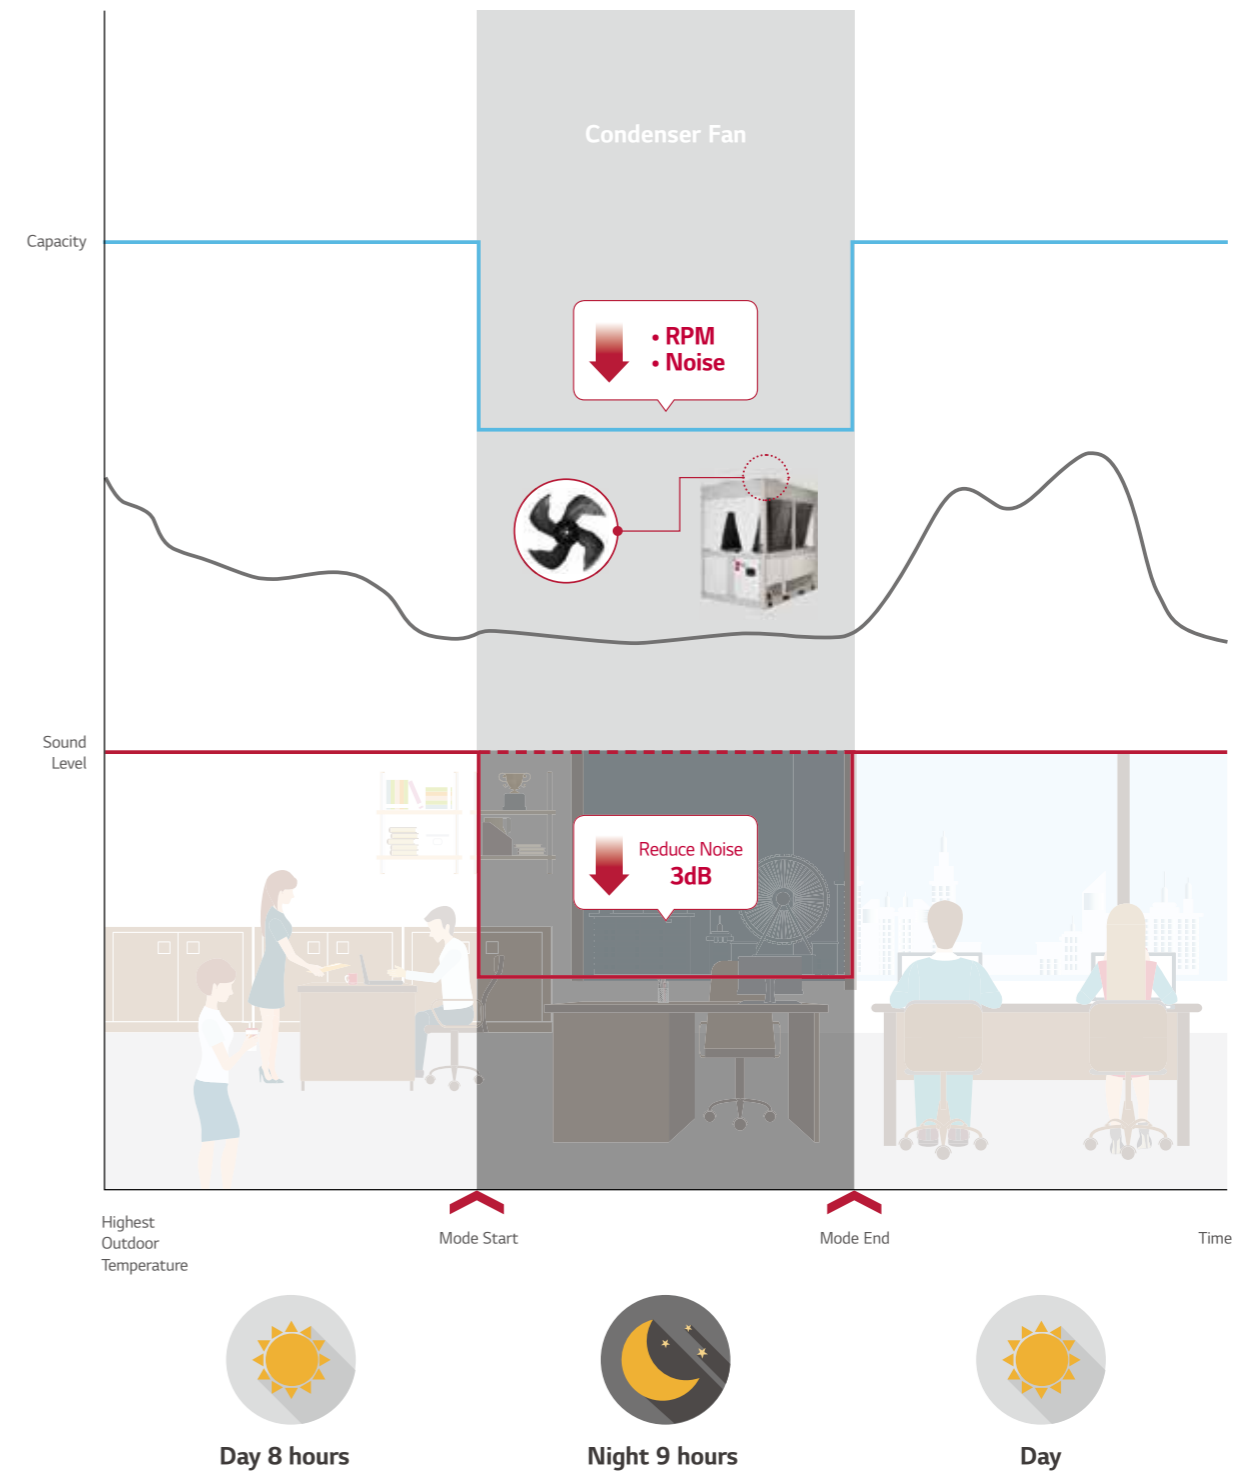 Condenser Fan
Capacity
• RPM
• Noise
Sound
Level
Reduce Noise
3dB
Highest
Outdoor
Temperature
Mode Start
Mode End
Time
Day 8 hours
Night 9 hours
Day